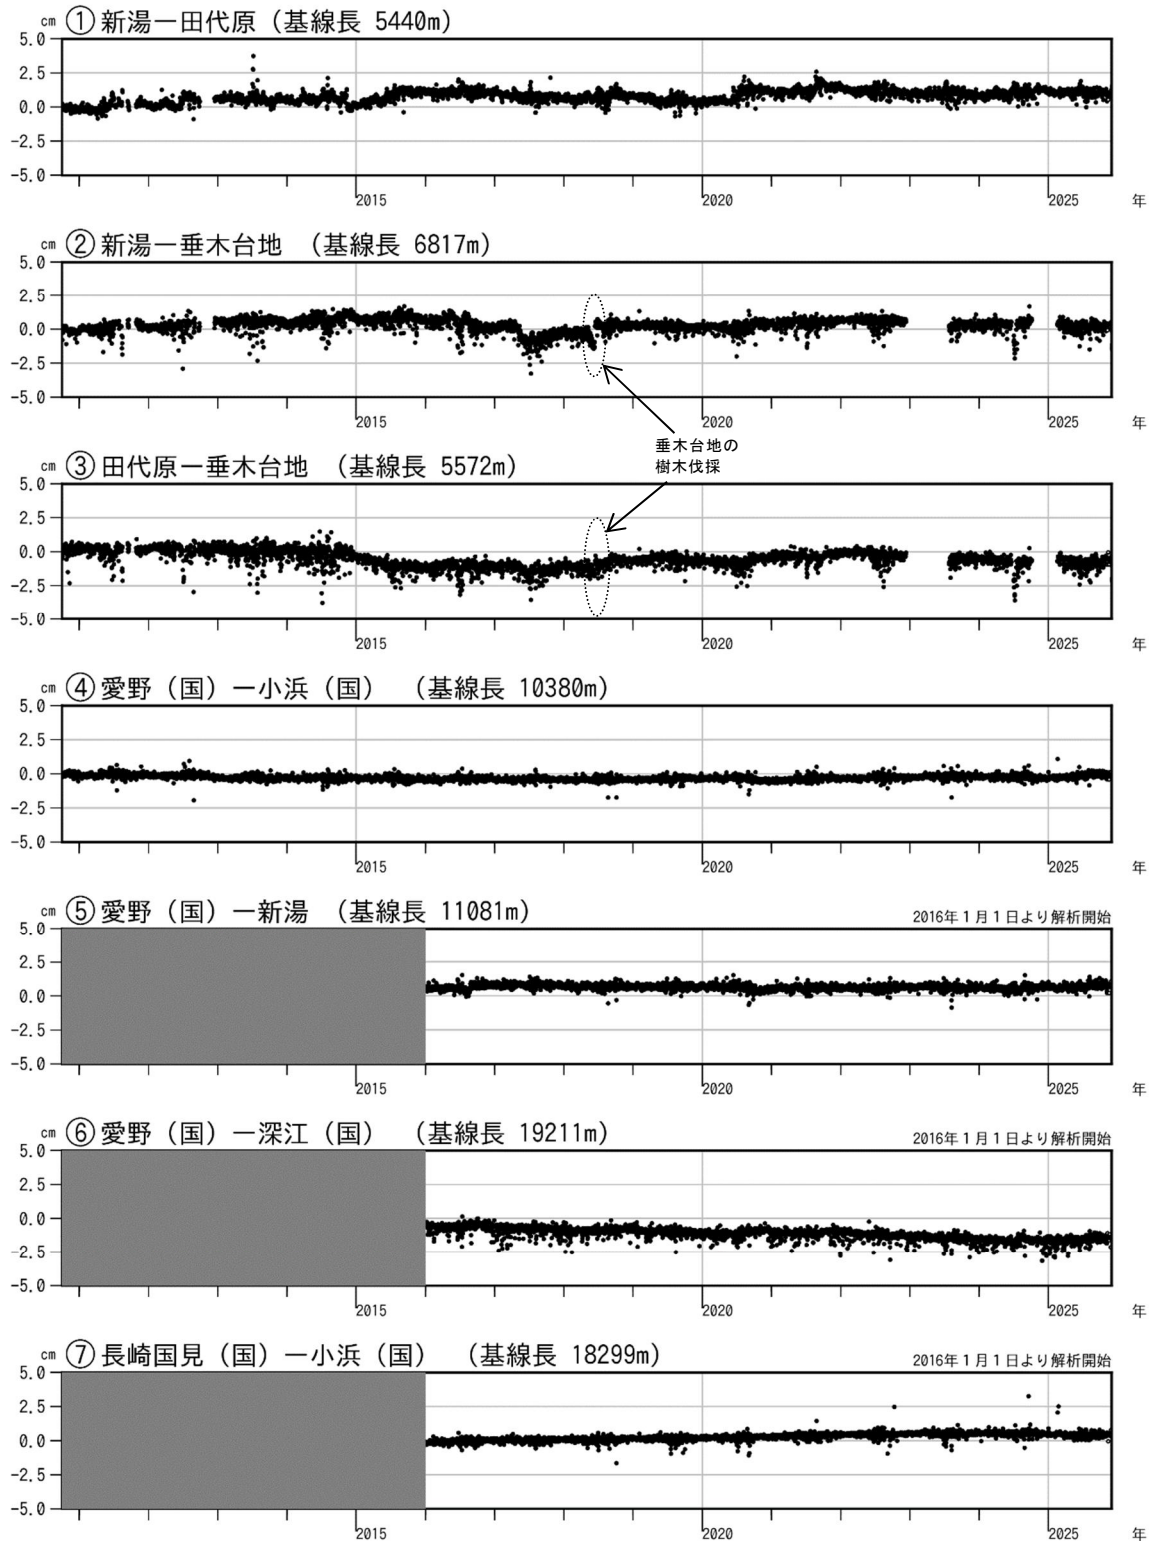 cm ①新湯ー田代原（基線長 5440m）
5.0
2.5
0.0
-2.5
-5.0
2015 2020 2025 年
cm ②新湯ー垂木台地 （基線長 6817m）
5.0
2.5
0.0
-2.5
-5.0
2015 2020 2025 年
垂木台地の
樹木伐採
cm ③田代原ー垂木台地 （基線長 5572m）
5.0
2.5
0.0
-2.5
-5.0
2015 2020 2025 年
cm ④愛野（国）ー小浜（国） （基線長 10380m）
5.0
2.5
0.0
-2.5
-5.0
2015 2020 2025 年
cm ⑤愛野（国）ー新湯 （基線長 11081m）
2016年１月１日より解析開始
5.0
2.5
0.0
-2.5
-5.0
2015 2020 2025 年
cm ⑥愛野（国）ー深江（国） （基線長 19211m）
2016年１月１日より解析開始
5.0
2.5
0.0
-2.5
-5.0
2015 2020 2025 年
cm ⑦長崎国見（国）ー小浜（国） （基線長 18299m）
2016年１月１日より解析開始
5.0
2.5
0.0
-2.5
-5.0
2015 2020 2025 年